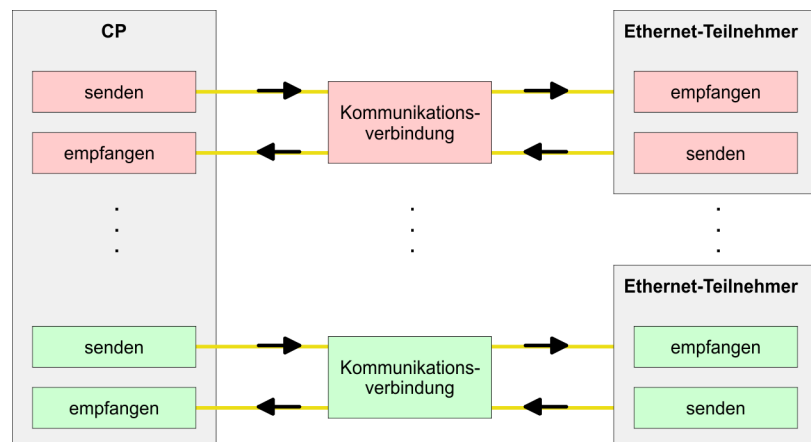 CP
Ethernet-Teilnehmer
senden
empfangen
Kommunikations-
verbindung
empfangen
senden
Ethernet-Teilnehmer
senden
empfangen
Kommunikations-
verbindung
empfangen
senden